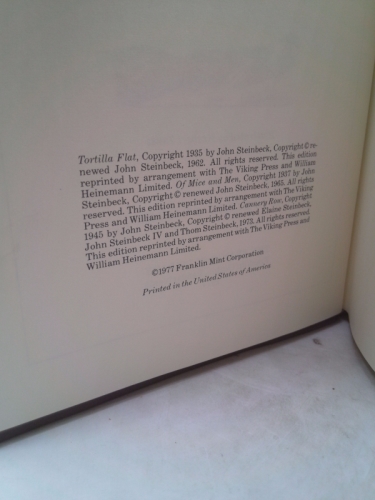 Tortilla Flat, Copyright 1935 by John Steinbeck, Copyright © re-
newed John Steinbeck, 1962. All rights reserved. This edition
reprinted by arrangement with The Viking Press and William
Heinemann Limited. Of Mice and Men, Copyright 1937 by John
Steinbeck, Copyright © renewed John Steinbeck, 1965. All rights
reserved. This edition reprinted by arrangement with The Viking
Press and William Heinemann Limited. Cannery Row, Copyright
1945 by John Steinbeck, Copyright © renewed Elaine Steinbeck,
John Steinbeck IV and Thom Steinbeck, 1973. All rights reserved.
This edition reprinted by arrangement with The Viking Press and
William Heinemann Limited.
©1977 Franklin Mint Corporation
Printed in the United States of America